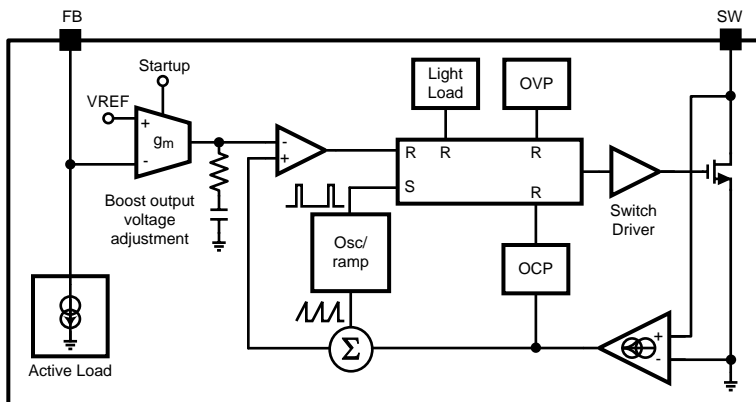 FB
SW
Startup
VREF
+
-
gm
Light
Load
OVP
-
+
R
R
R
S
R
Boost output
voltage
adjustment
Switch
Driver
Osc/
ramp
OCP
+
-
Σ
Active Load